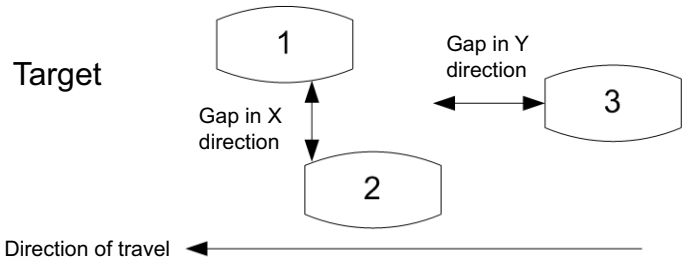 1
Gap in Y
direction
Target
3
Gap in X
direction
2
Direction of travel